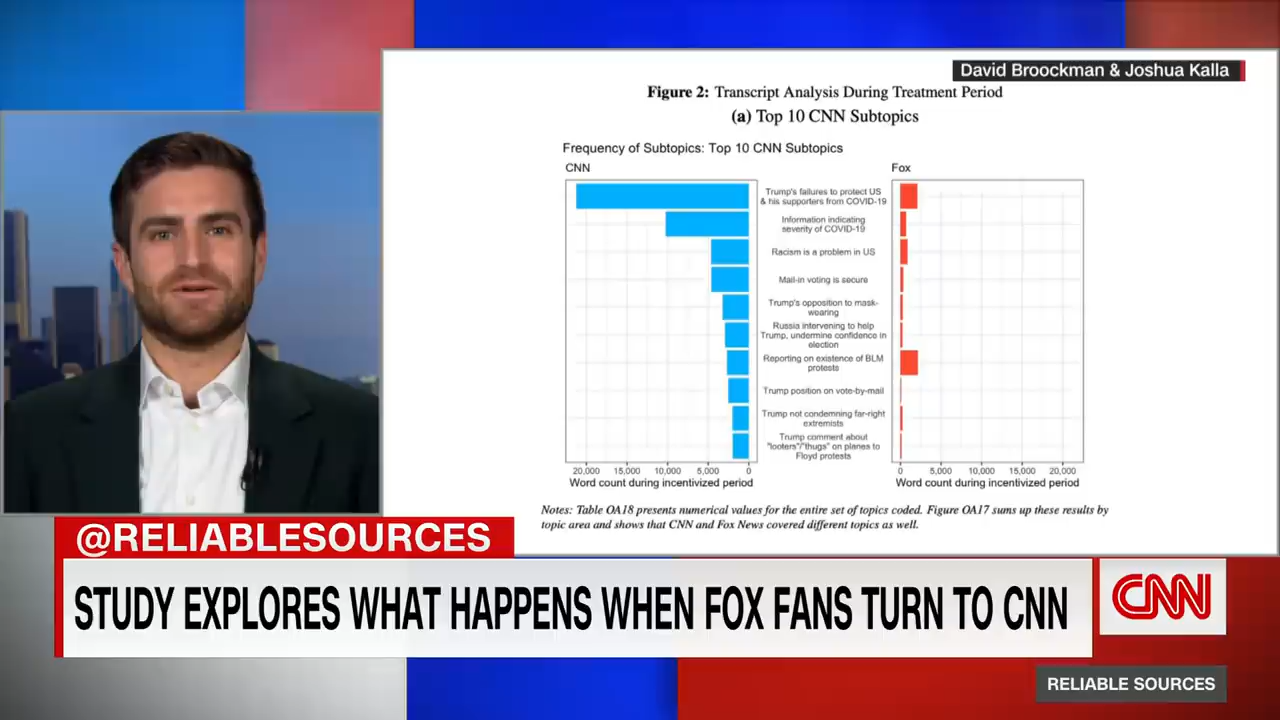 David Broockman & Joshua Kalla
Figure 2: Transcript Analysis During Treatment Period
(a) Top 10 CNN Subtopics
Frequency of Subtopics: Top 10 CNN Subtopics
CNN
Fox
Trump's failures to protect US
& his supporters from COVID-19
Information indicating
severity of COVID-19
Racism is a problem in US
Mail-in voting is secure
Trump's opposition to mask-
wearing
Russia intervening to help
Trump, undermine confidence in
election
Reporting on existence of BLM
protests
Trump position on vote-by-mail
Trump not condemning far-right
extremists
Trump comment about
"looters"/"thugs" on planes to
Floyd protests
20,000 15,000 10,000 5,000 0
0 5,000 10,000 15,000 20,000
Word count during incentivized period
Word count during incentivized period
Notes: Table OA18 presents numerical values for the entire set of topics coded. Figure OA17 sums up these results by
topic area and shows that CNN and Fox News covered different topics as well.
@RELIABLESOURCES
STUDY EXPLORES WHAT HAPPENS WHEN FOX FANS TURN TO CNN
CNN
RELIABLE SOURCES